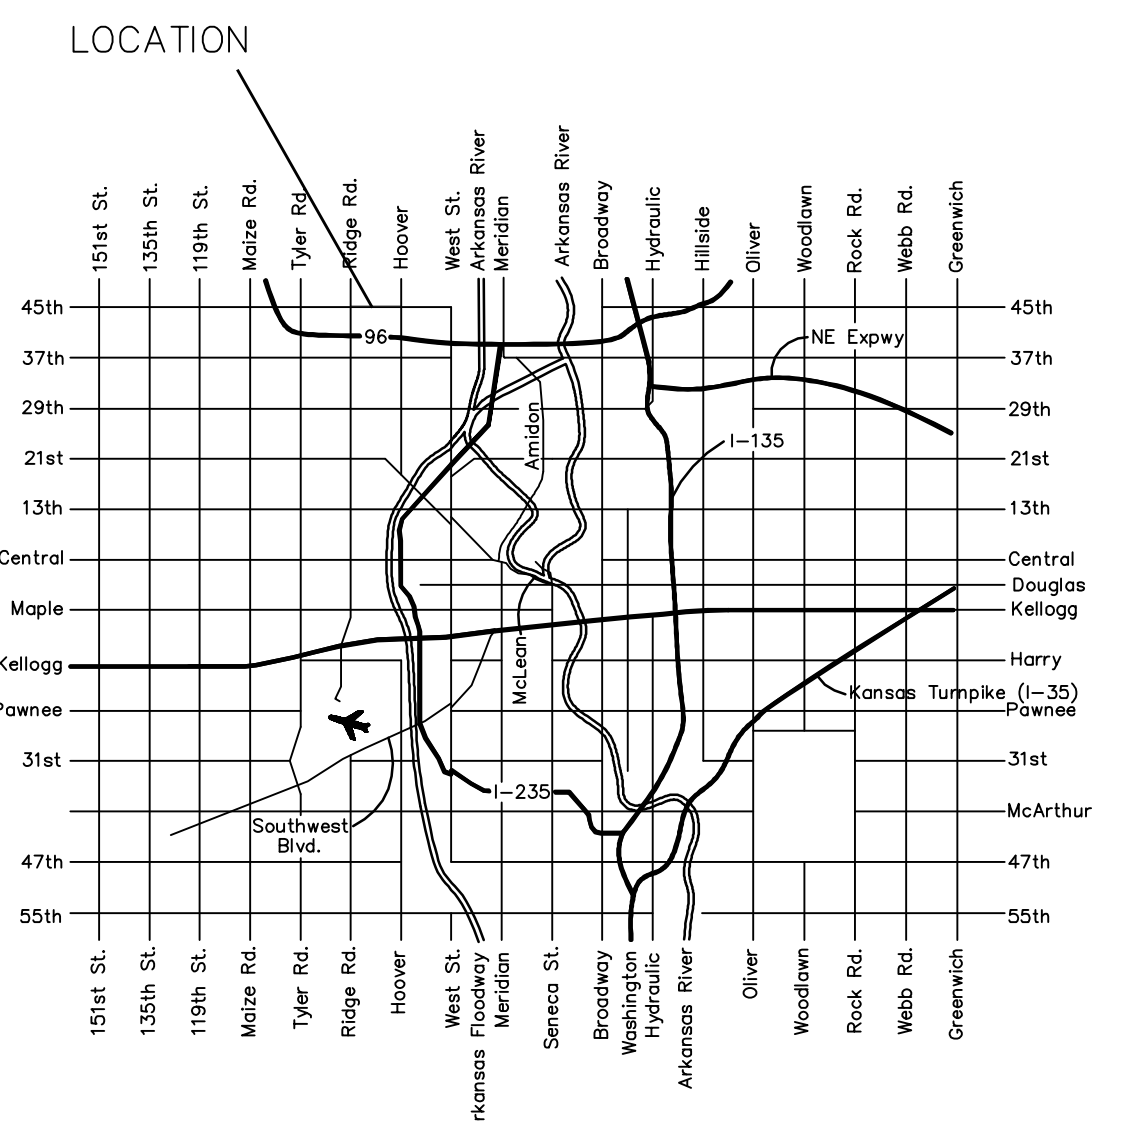 LOCATION
151st St.
135th St.
119th St.
Maize Rd.
Tyler Rd.
Ridge Rd.
Hoover
West St.
Arkansas River
Meridian
Arkansas River
Broadway
Hydraulic
Hillside
Oliver
Woodlawn
Rock Rd.
Webb Rd.
Greenwich
45th
45th
96
NE Expwy
37th
37th
29th
29th
Amidon
I-135
21st
21st
13th
13th
Central
Central
Douglas
Maple
Kellogg
Kellogg
Harry
McLean
Kansas Turnpike (I-35)
Pawnee
Pawnee
31st
31st
I-235
McArthur
Southwest
Blvd.
47th
47th
55th
55th
151st St.
135th St.
119th St.
Maize Rd.
Tyler Rd.
Ridge Rd.
Hoover
West St.
rkansas Floodway
Meridian
Seneca St.
Broadway
Washington
Hydraulic
Arkansas River
Oliver
Woodlawn
Rock Rd.
Webb Rd.
Greenwich